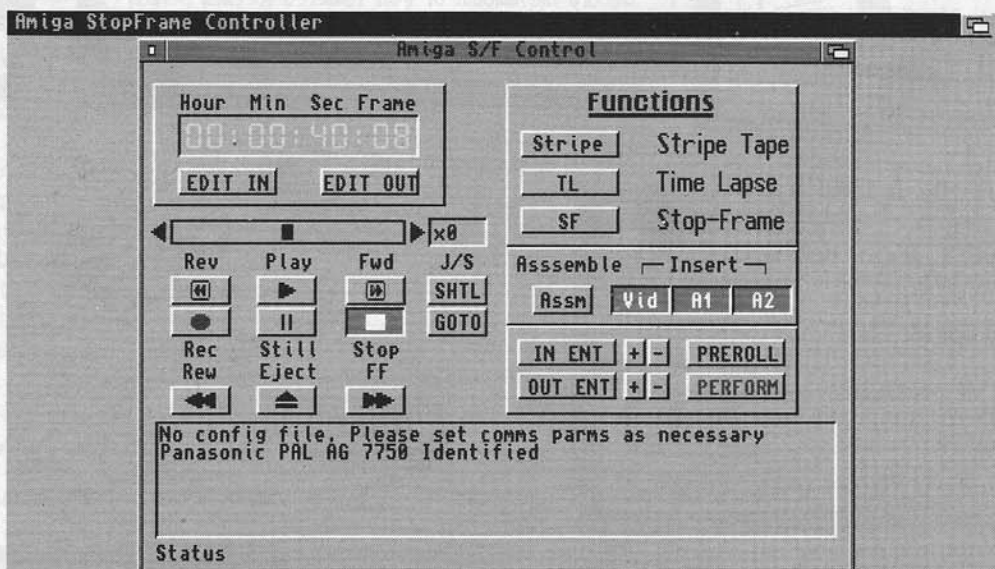 Amiga StopFrame Controller
Amiga S/F Control
Hour Min Sec Frame
00:00:40:08
EDIT IN EDIT OUT
x0
Rev Play Fwd J/S
SHTL
GOTO
Rec Still Stop
Rew Eject FF
Functions
Stripe Stripe Tape
TL Time Lapse
SF Stop-Frame
Asssemble Insert
Assm Vid A1 A2
IN ENT + - PREROLL
OUT ENT + - PERFORM
No config file, Please set comms parms as necessary
Panasonic PAL AG 7750 Identified
Status